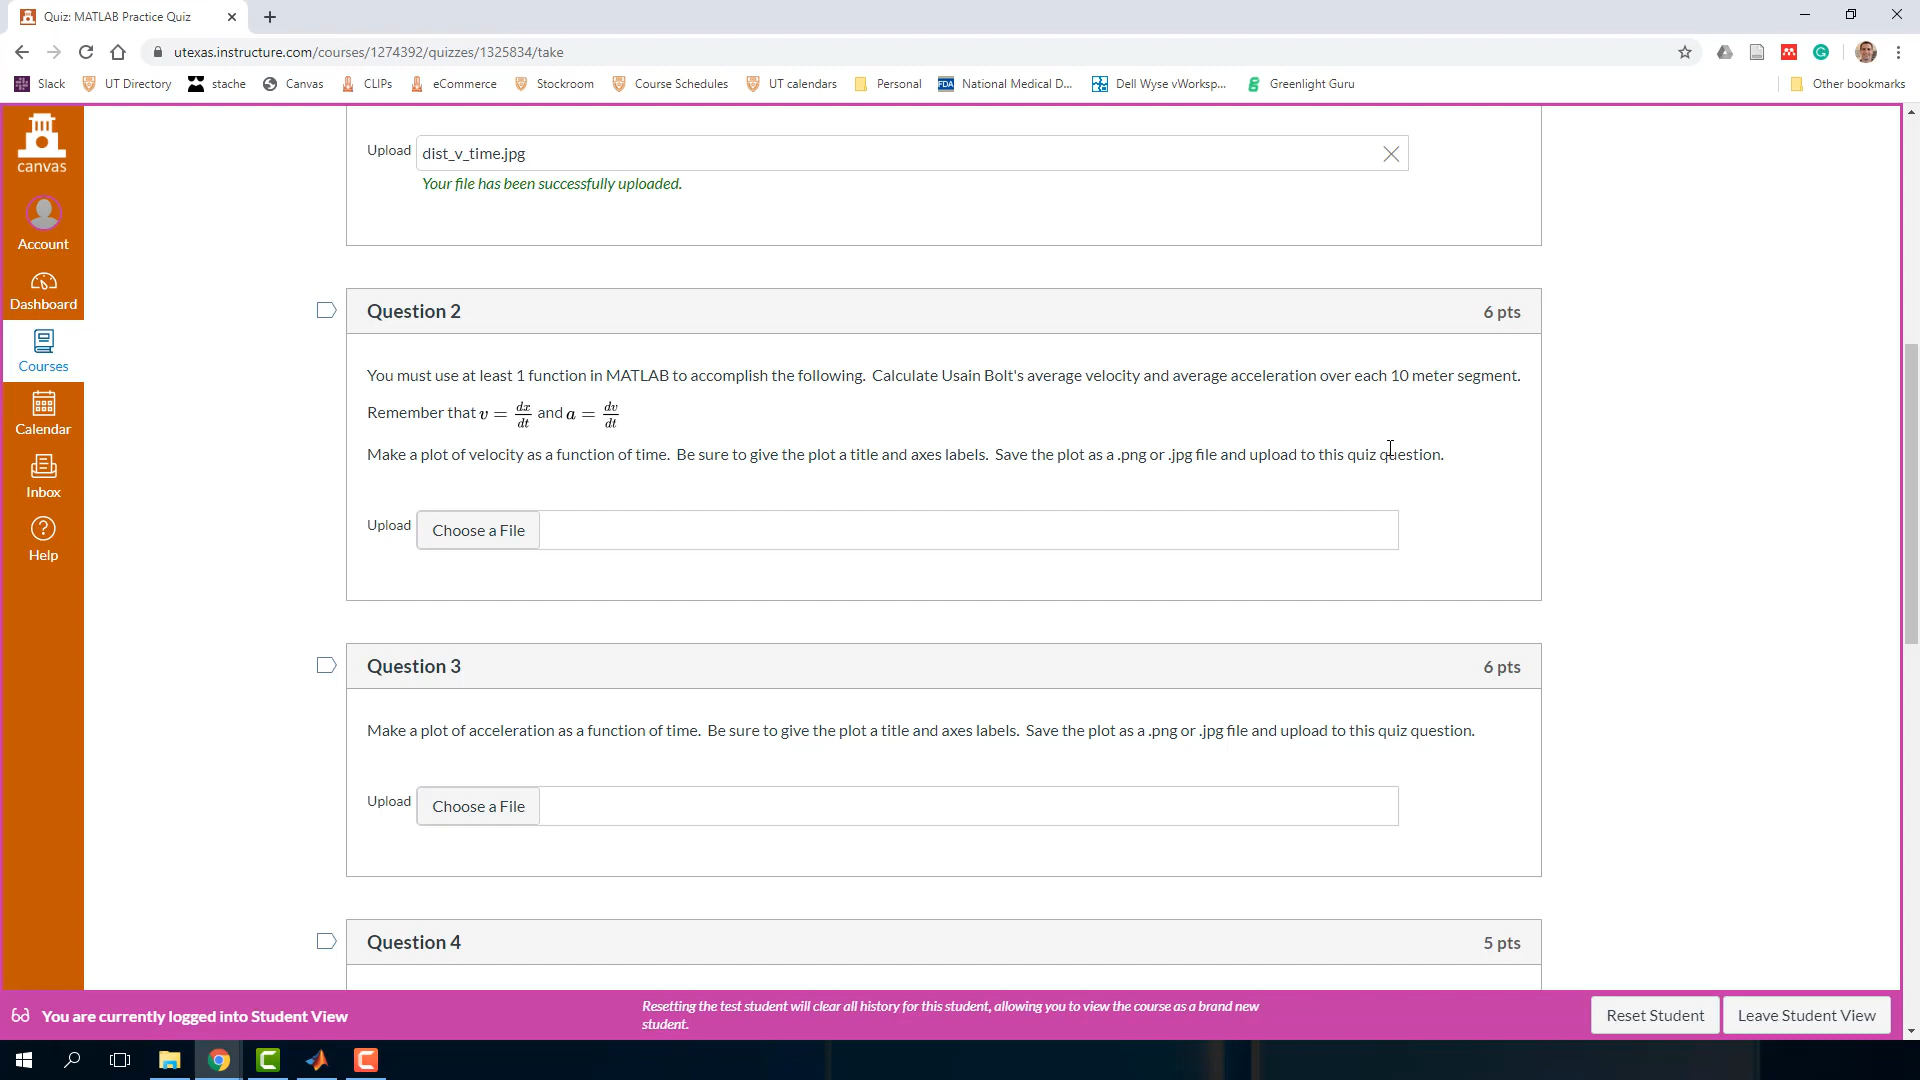 Quiz: MATLAB Practice Quiz
utexas.instructure.com/courses/1274392/quizzes/1325834/take
Slack UT Directory stache Canvas CLIPs eCommerce Stockroom Course Schedules UT calendars Personal FDA National Medical D... Dell Wyse vWorksp... Greenlight Guru Other bookmarks
canvas
Account
Dashboard
Courses
Calendar
Inbox
Help
Upload dist_v_time.jpg
Your file has been successfully uploaded.
Question 2 6 pts
You must use at least 1 function in MATLAB to accomplish the following. Calculate Usain Bolt's average velocity and average acceleration over each 10 meter segment.
Remember that v = dx/dt and a = dv/dt
Make a plot of velocity as a function of time. Be sure to give the plot a title and axes labels. Save the plot as a .png or .jpg file and upload to this quiz question.
Upload Choose a File
Question 3 6 pts
Make a plot of acceleration as a function of time. Be sure to give the plot a title and axes labels. Save the plot as a .png or .jpg file and upload to this quiz question.
Upload Choose a File
Question 4 5 pts
You are currently logged into Student View
Resetting the test student will clear all history for this student, allowing you to view the course as a brand new
student.
Reset Student Leave Student View